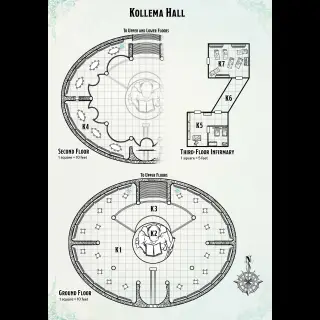 KOLLEMA HALL
TO UPPER AND LOWER FLOORS
K4
K7
K6
K5
SECOND FLOOR
1 square = 10 feet
THIRD-FLOOR INFIRMARY
1 square = 5 feet
TO UPPER FLOORS
K3
K2
K1
N
GROUND FLOOR
1 square = 10 feet